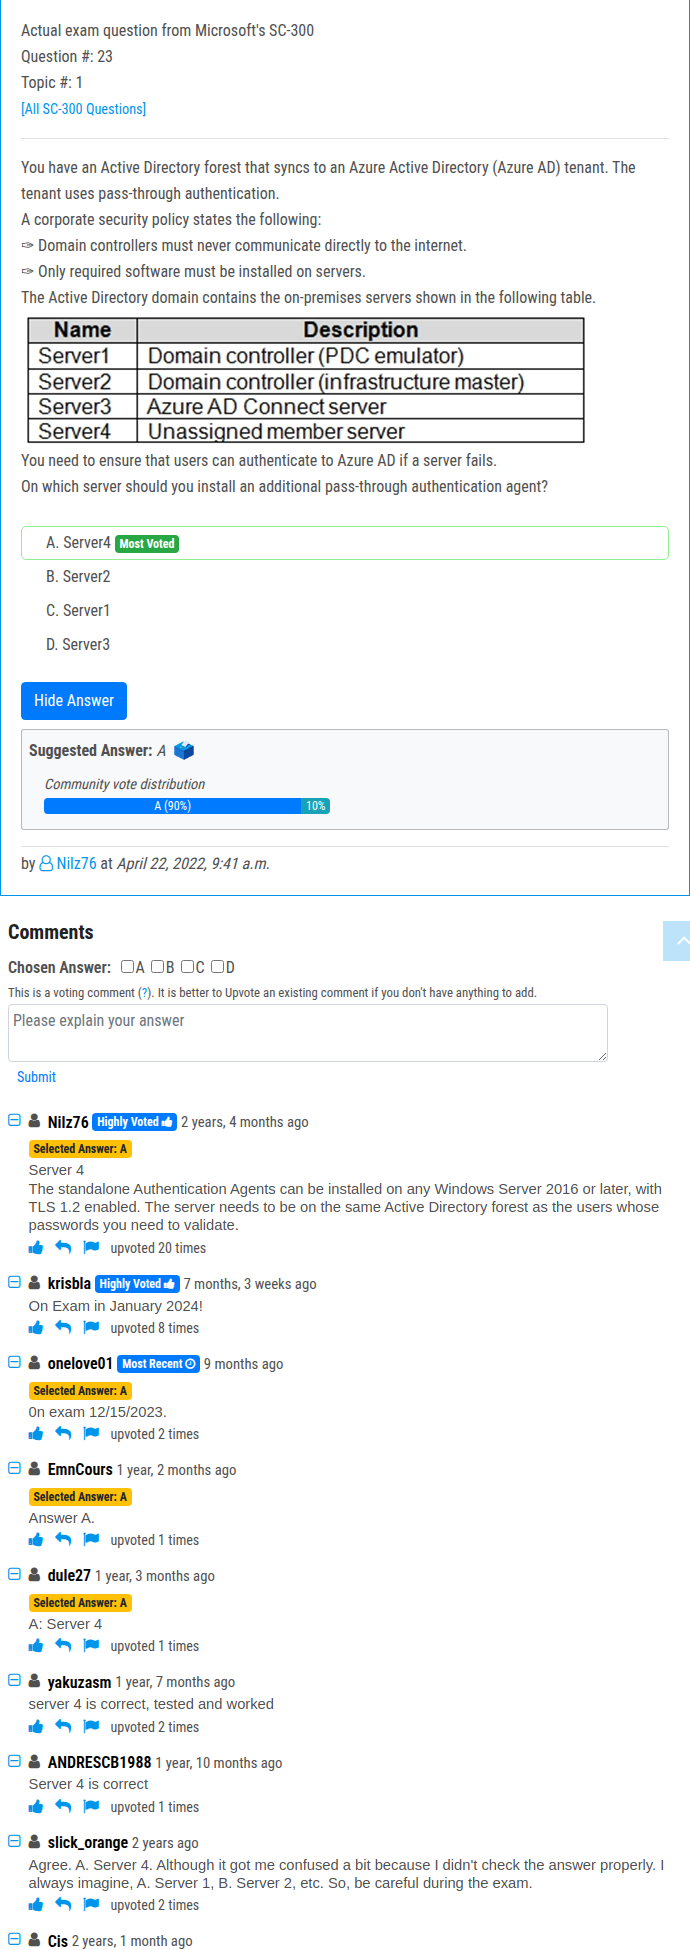 Actual exam question from Microsoft's SC-300
Question #: 23
Topic #: 1
[All SC-300 Questions]
You have an Active Directory forest that syncs to an Azure Active Directory (Azure AD) tenant. The
tenant uses pass-through authentication.
A corporate security policy states the following:
✑ Domain controllers must never communicate directly to the internet.
✑ Only required software must be installed on servers.
The Active Directory domain contains the on-premises servers shown in the following table.
Name Description
Server1 Domain controller (PDC emulator)
Server2 Domain controller (infrastructure master)
Server3 Azure AD Connect server
Server4 Unassigned member server
You need to ensure that users can authenticate to Azure AD if a server fails.
On which server should you install an additional pass-through authentication agent?
A. Server4 Most Voted
B. Server2
C. Server1
D. Server3
Hide Answer
Suggested Answer: A
Community vote distribution
A (90%) 10%
by Nilz76 at April 22, 2022, 9:41 a.m.
Comments
Chosen Answer: A B C D
This is a voting comment (?). It is better to Upvote an existing comment if you don't have anything to add.
Please explain your answer
Submit
Nilz76 Highly Voted 2 years, 4 months ago
Selected Answer: A
Server 4
The standalone Authentication Agents can be installed on any Windows Server 2016 or later, with
TLS 1.2 enabled. The server needs to be on the same Active Directory forest as the users whose
passwords you need to validate.
upvoted 20 times
krisbla Highly Voted 7 months, 3 weeks ago
On Exam in January 2024!
upvoted 8 times
onelove01 Most Recent 9 months ago
Selected Answer: A
0n exam 12/15/2023.
upvoted 2 times
EmnCours 1 year, 2 months ago
Selected Answer: A
Answer A.
upvoted 1 times
dule27 1 year, 3 months ago
Selected Answer: A
A: Server 4
upvoted 1 times
yakuzasm 1 year, 7 months ago
server 4 is correct, tested and worked
upvoted 2 times
ANDRESCB1988 1 year, 10 months ago
Server 4 is correct
upvoted 1 times
slick_orange 2 years ago
Agree. A. Server 4. Although it got me confused a bit because I didn't check the answer properly. I
always imagine, A. Server 1, B. Server 2, etc. So, be careful during the exam.
upvoted 2 times
Cis 2 years, 1 month ago